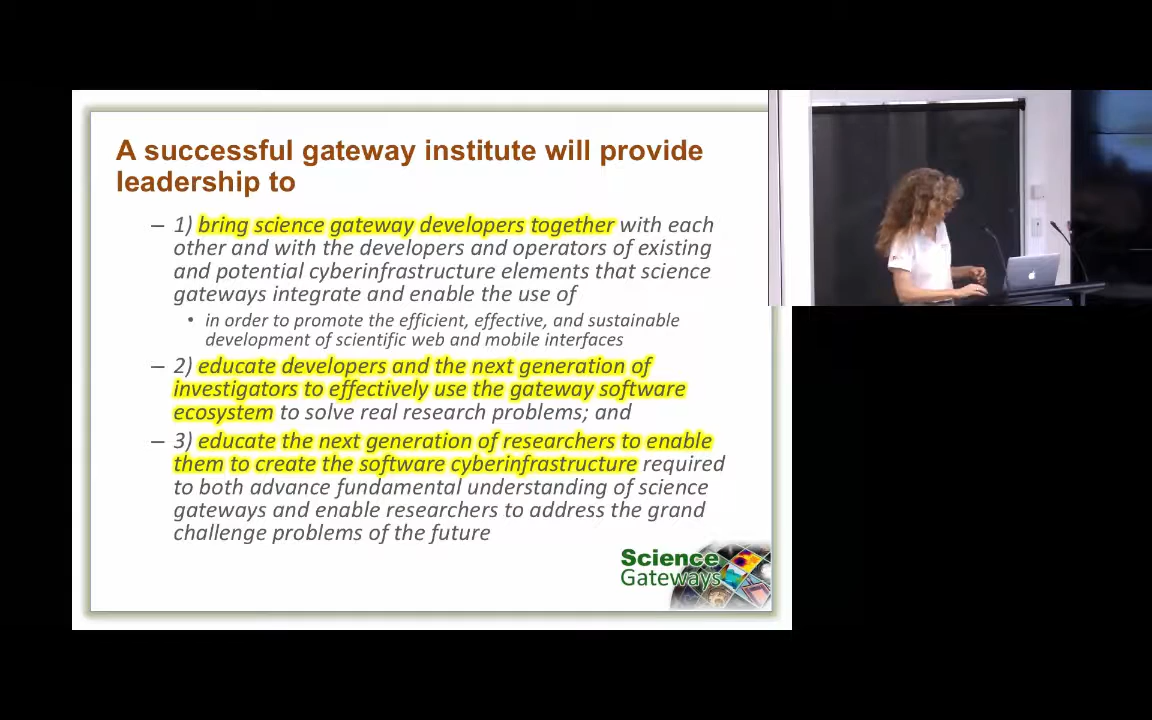 A successful gateway institute will provide
leadership to
– 1) bring science gateway developers together with each
other and with the developers and operators of existing
and potential cyberinfrastructure elements that science
gateways integrate and enable the use of
• in order to promote the efficient, effective, and sustainable
development of scientific web and mobile interfaces
– 2) educate developers and the next generation of
investigators to effectively use the gateway software
ecosystem to solve real research problems; and
– 3) educate the next generation of researchers to enable
them to create the software cyberinfrastructure required
to both advance fundamental understanding of science
gateways and enable researchers to address the grand
challenge problems of the future
Science
Gateways